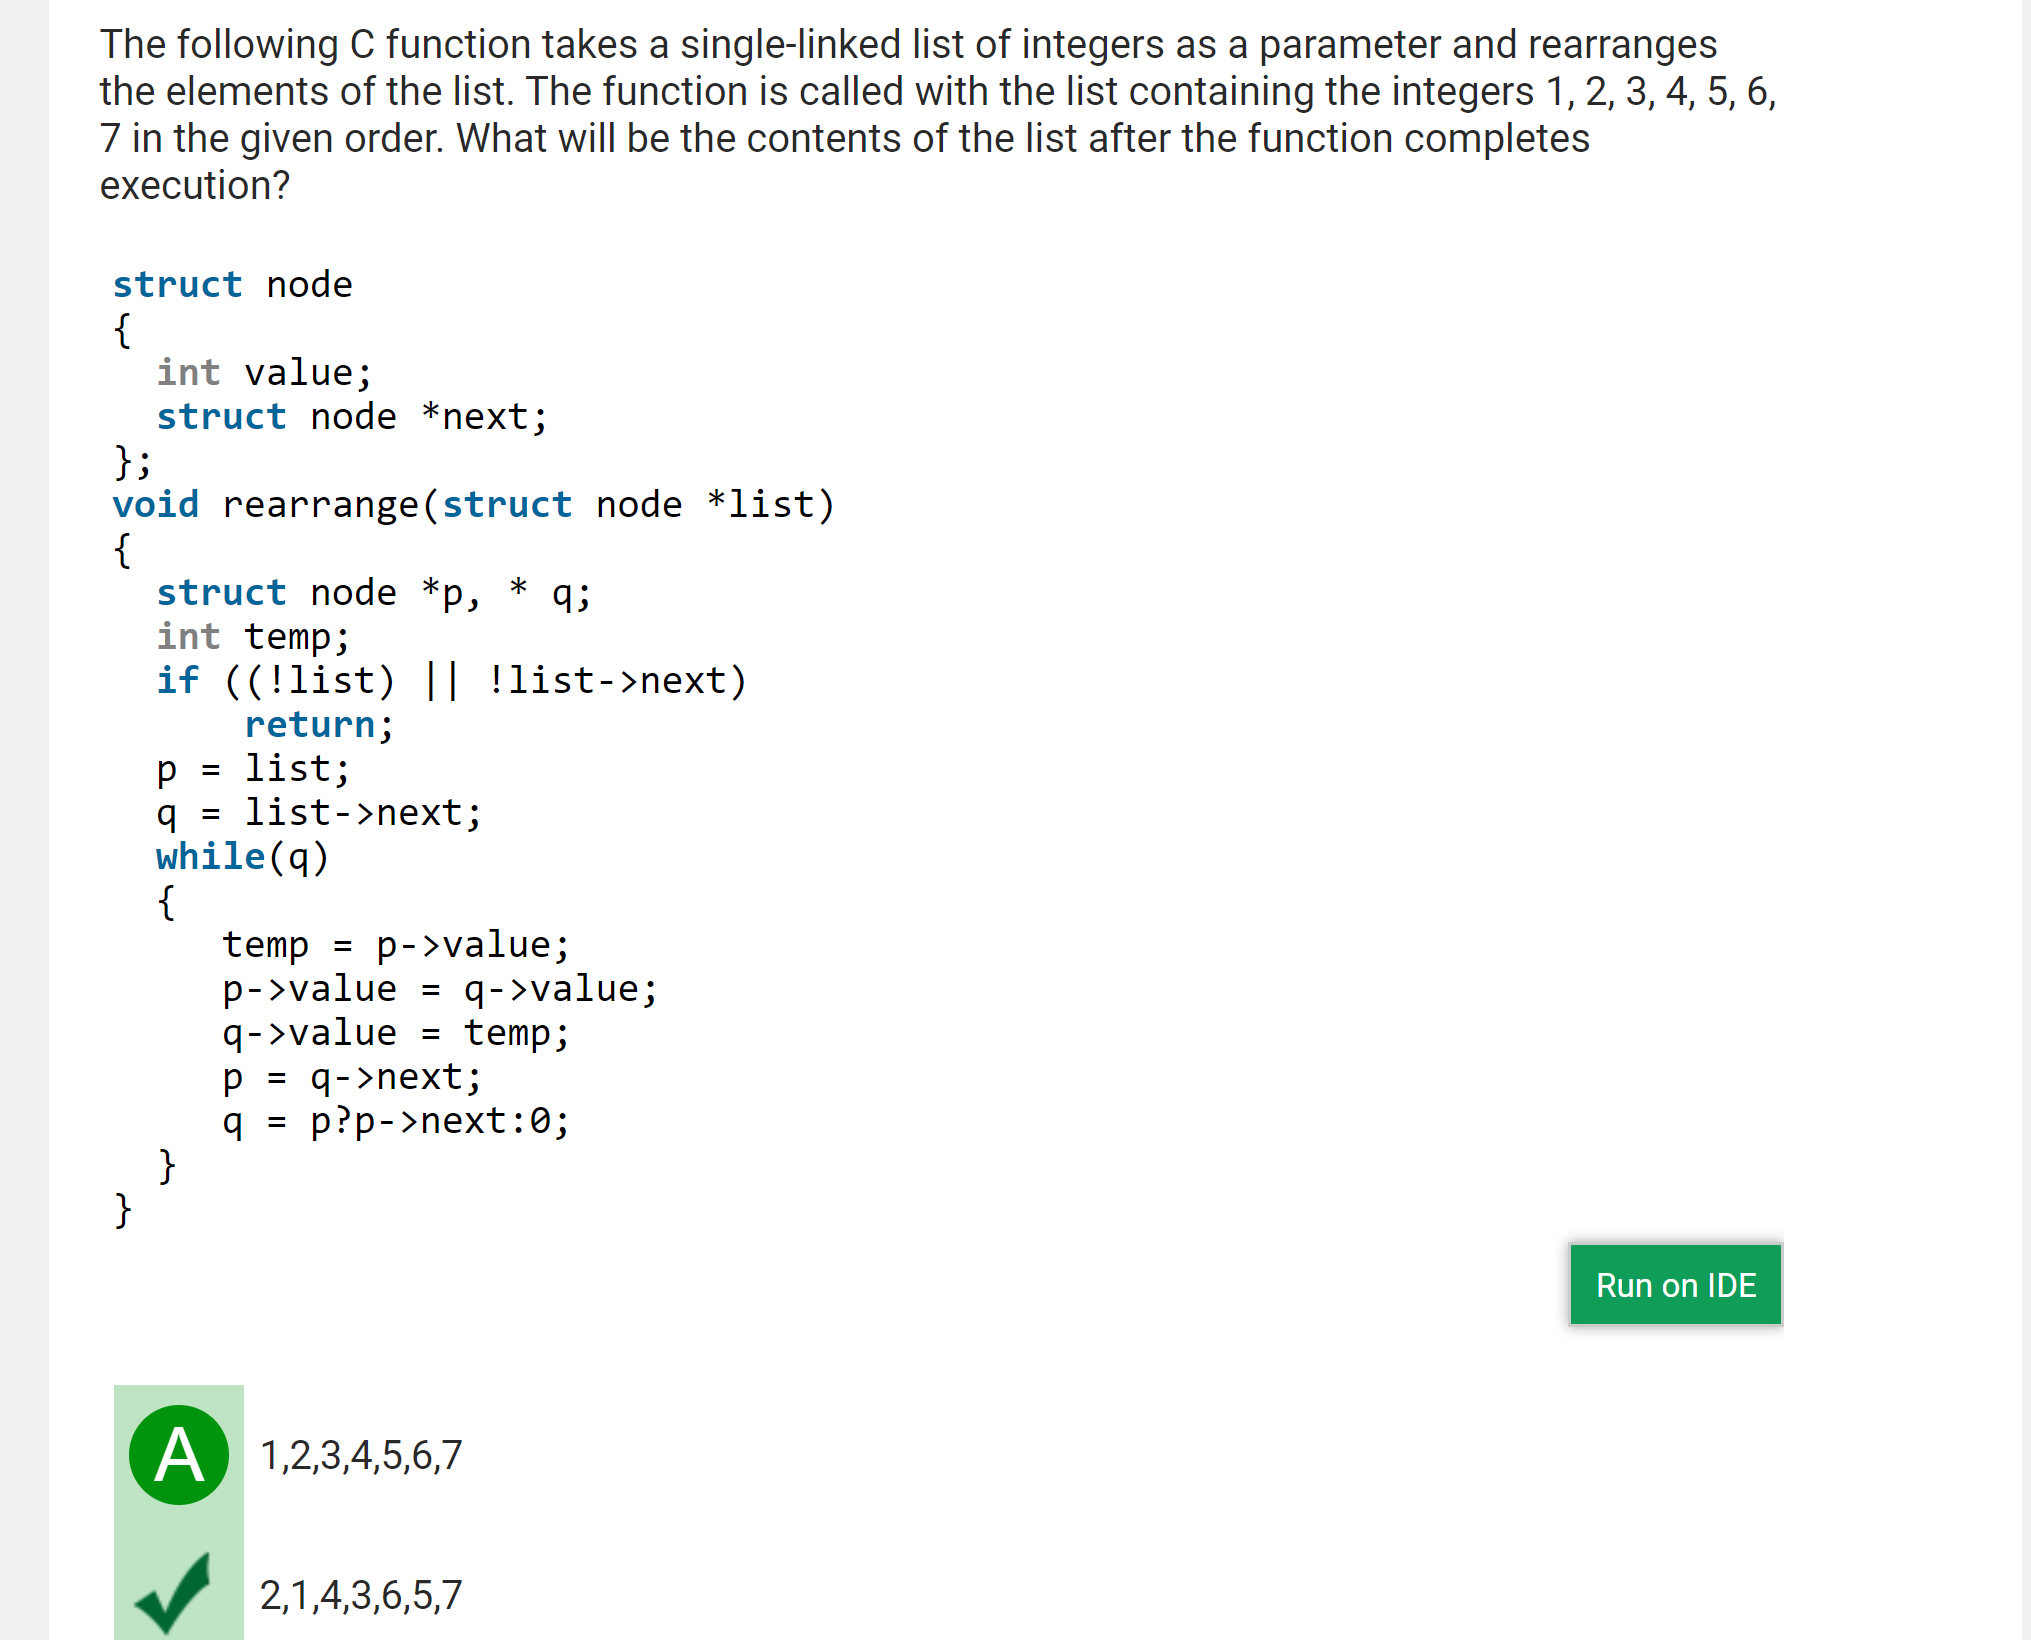 The following C function takes a single-linked list of integers as a parameter and rearranges
the elements of the list. The function is called with the list containing the integers 1, 2, 3, 4, 5, 6,
7 in the given order. What will be the contents of the list after the function completes
execution?
struct node
{
  int value;
  struct node *next;
};
void rearrange(struct node *list)
{
  struct node *p, * q;
  int temp;
  if ((!list) || !list->next)
      return;
  p = list;
  q = list->next;
  while(q)
  {
     temp = p->value;
     p->value = q->value;
     q->value = temp;
     p = q->next;
     q = p?p->next:0;
  }
}
Run on IDE
A 1,2,3,4,5,6,7
2,1,4,3,6,5,7